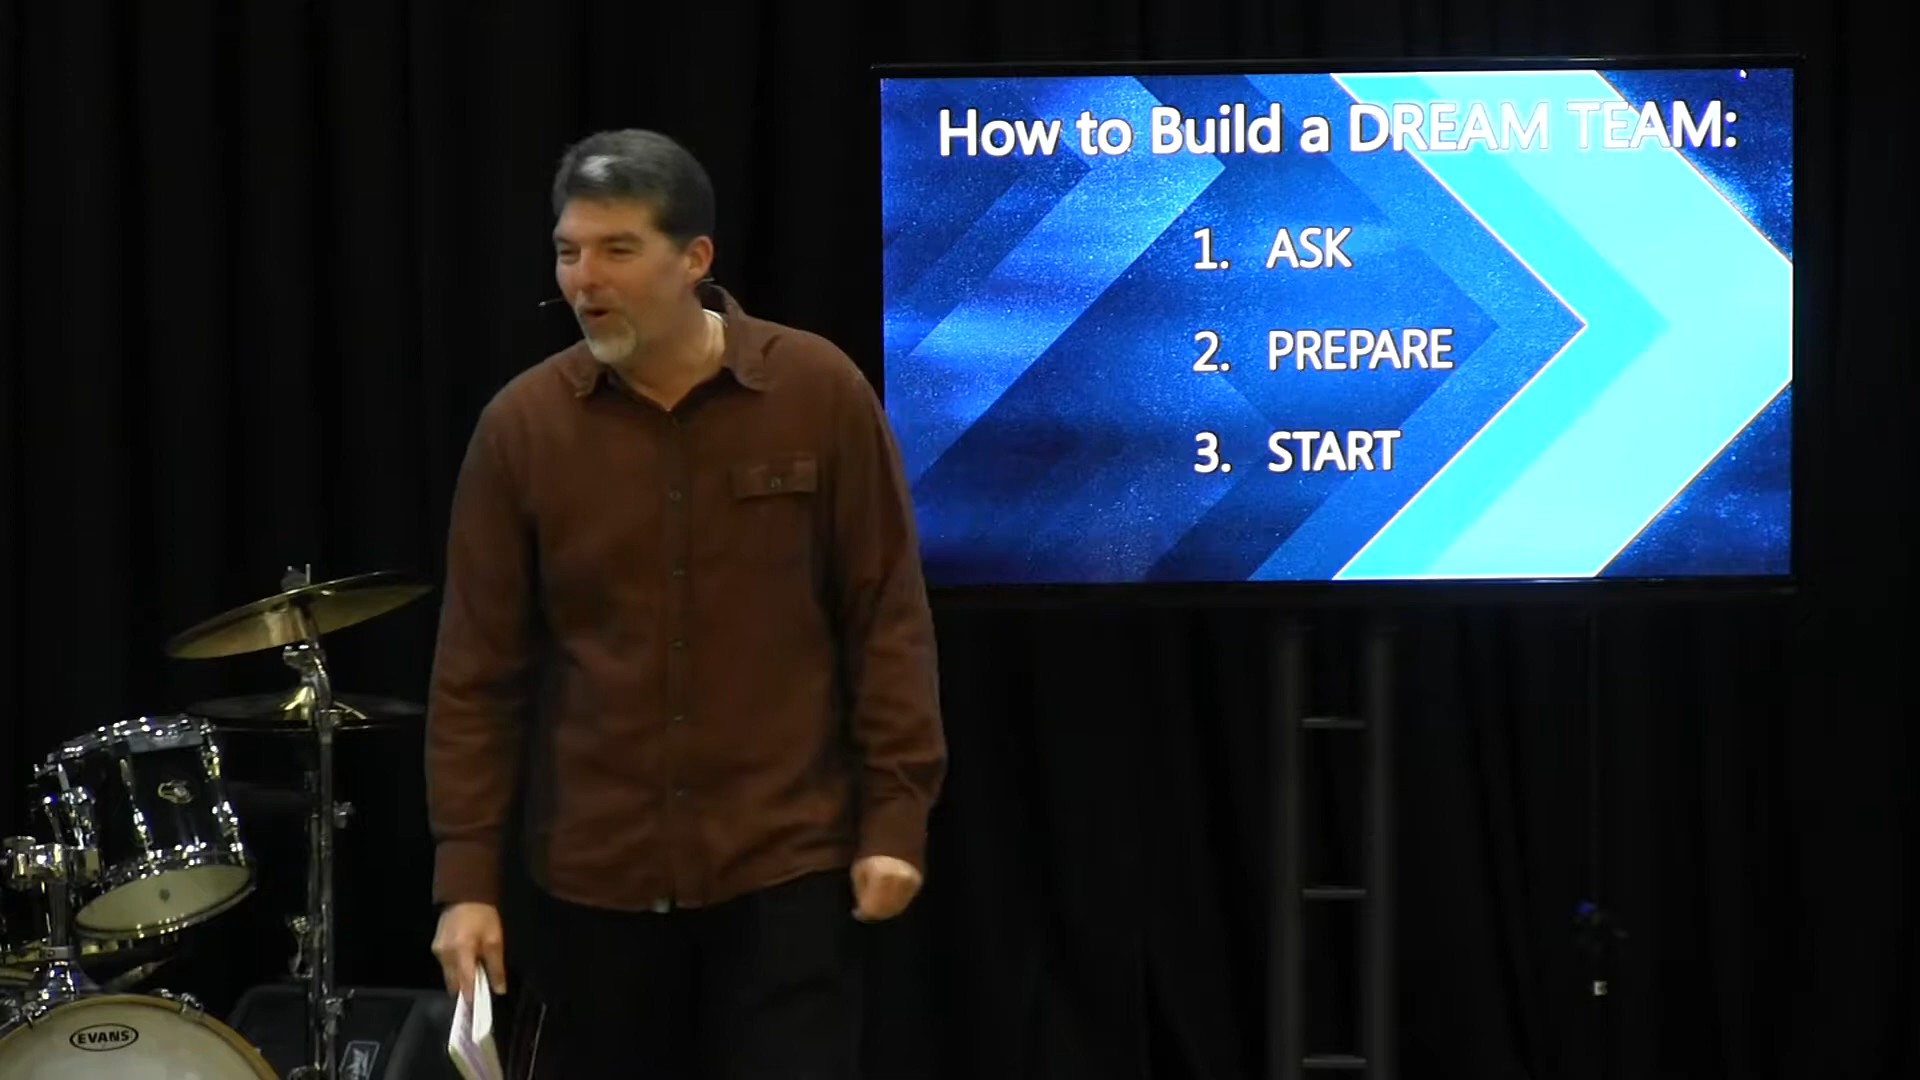 How to Build a DREAM TEAM:
1. ASK
2. PREPARE
3. START
EVANS